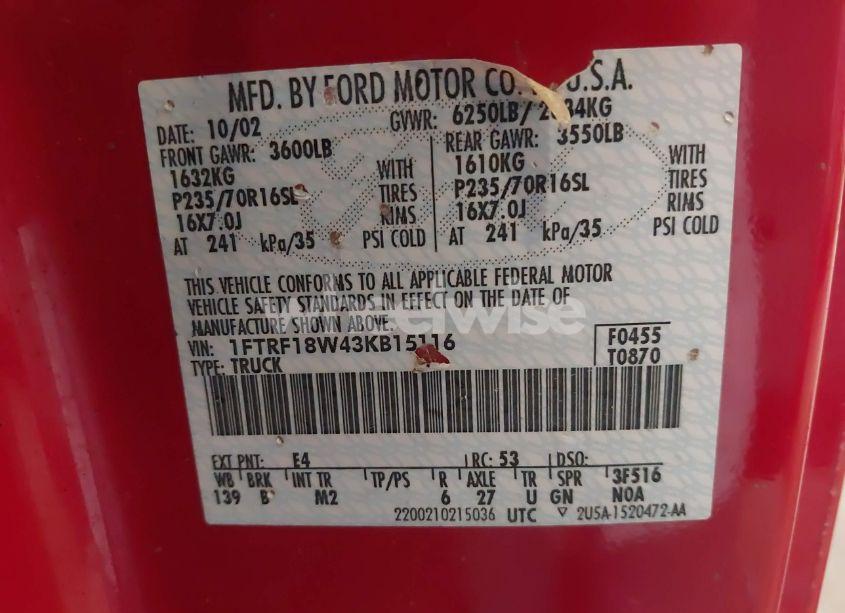 MFD. BY FORD MOTOR CO. U.S.A.
DATE: 10/02 GVWR: 6250LB/ 2834KG
FRONT GAWR: 3600LB REAR GAWR: 3550LB
1632KG WITH 1610KG WITH
P235/70R16SL TIRES P235/70R16SL TIRES
16X7.0J RIMS 16X7.0J RIMS
AT 241 kPa/35 PSI COLD AT 241 kPa/35 PSI COLD
THIS VEHICLE CONFORMS TO ALL APPLICABLE FEDERAL MOTOR
VEHICLE SAFETY STANDARDS IN EFFECT ON THE DATE OF
MANUFACTURE SHOWN ABOVE.
VIN: 1FTRF18W43KB15116 F0455
TYPE: TRUCK T0870
EXT PNT: E4 RC: 53 DSO:
WB BRK INT TR TP/PS R AXLE TR SPR 3F516
139 B M2 6 27 U GN NOA
2200210215036 UTC ▽ 2U5A-1520472-AA